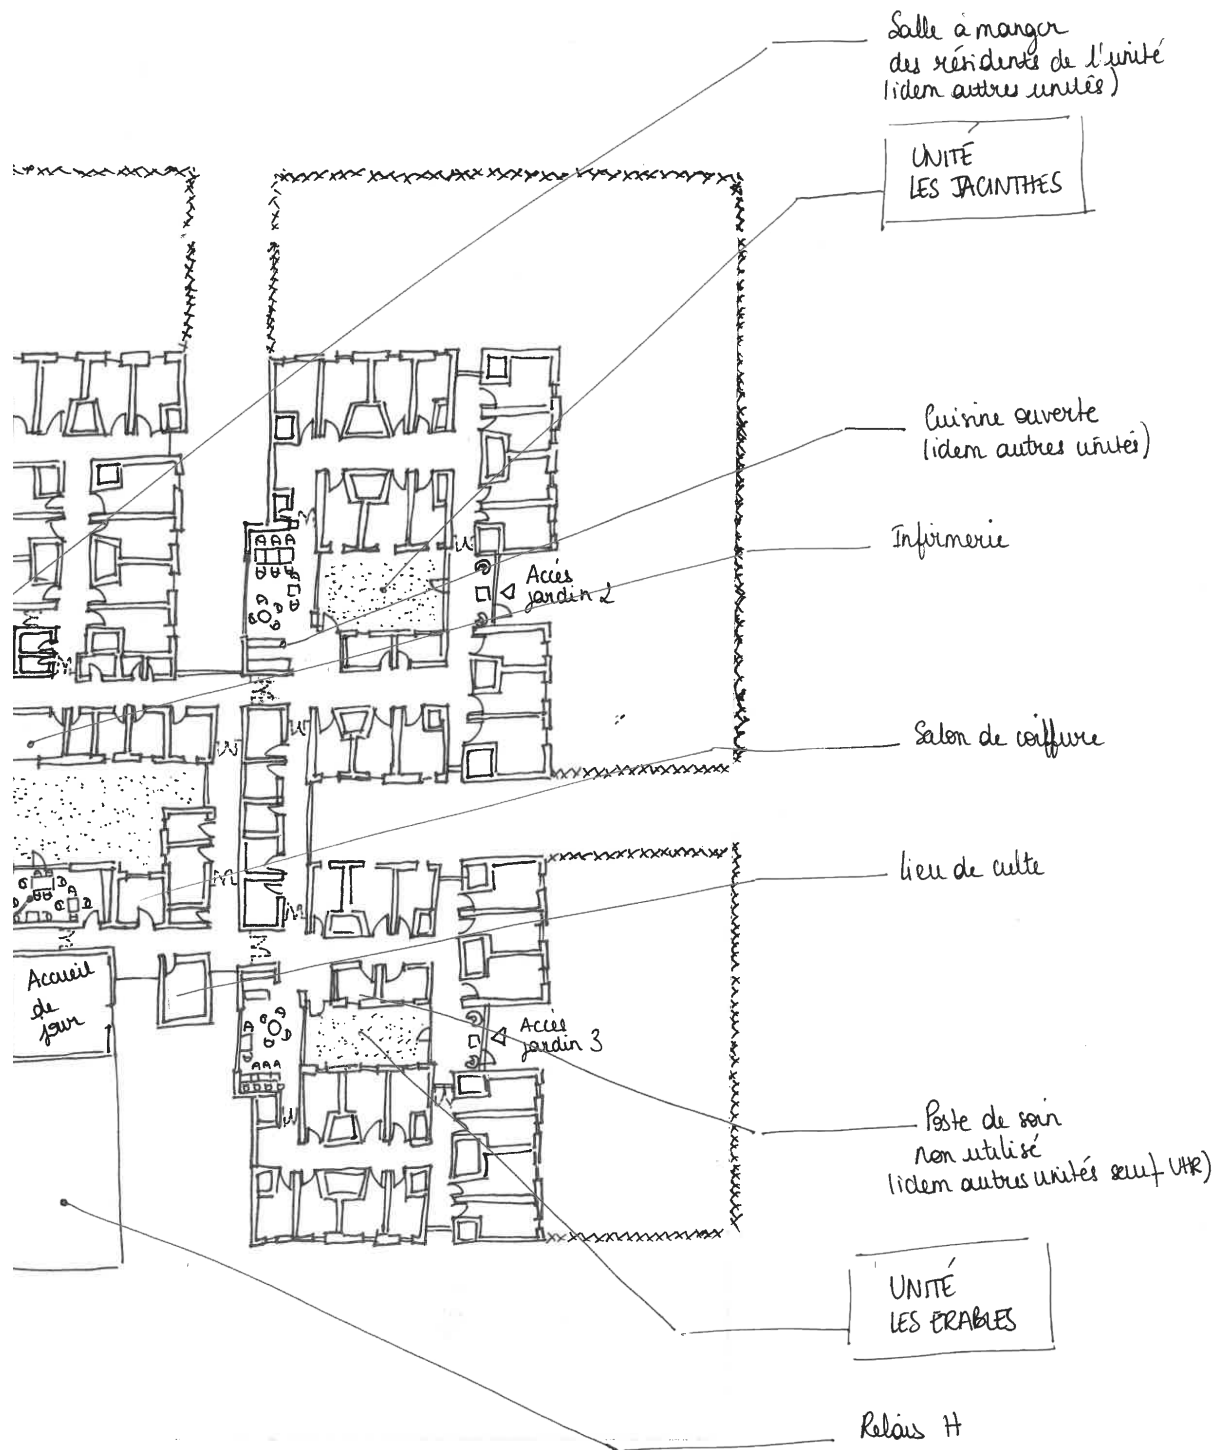 Salle à manger
des résidents de l'unité
(idem autres unités)
UNITÉ
LES JACINTHES
Cuisine ouverte
(idem autres unités)
Infirmerie
Accès
jardin 2
Salon de coiffure
lieu de culte
Accueil
de
jour
Accès
jardin 3
Poste de soin
non utilisé
(idem autres unités sauf UHR)
UNITÉ
LES ERABLES
Relais H